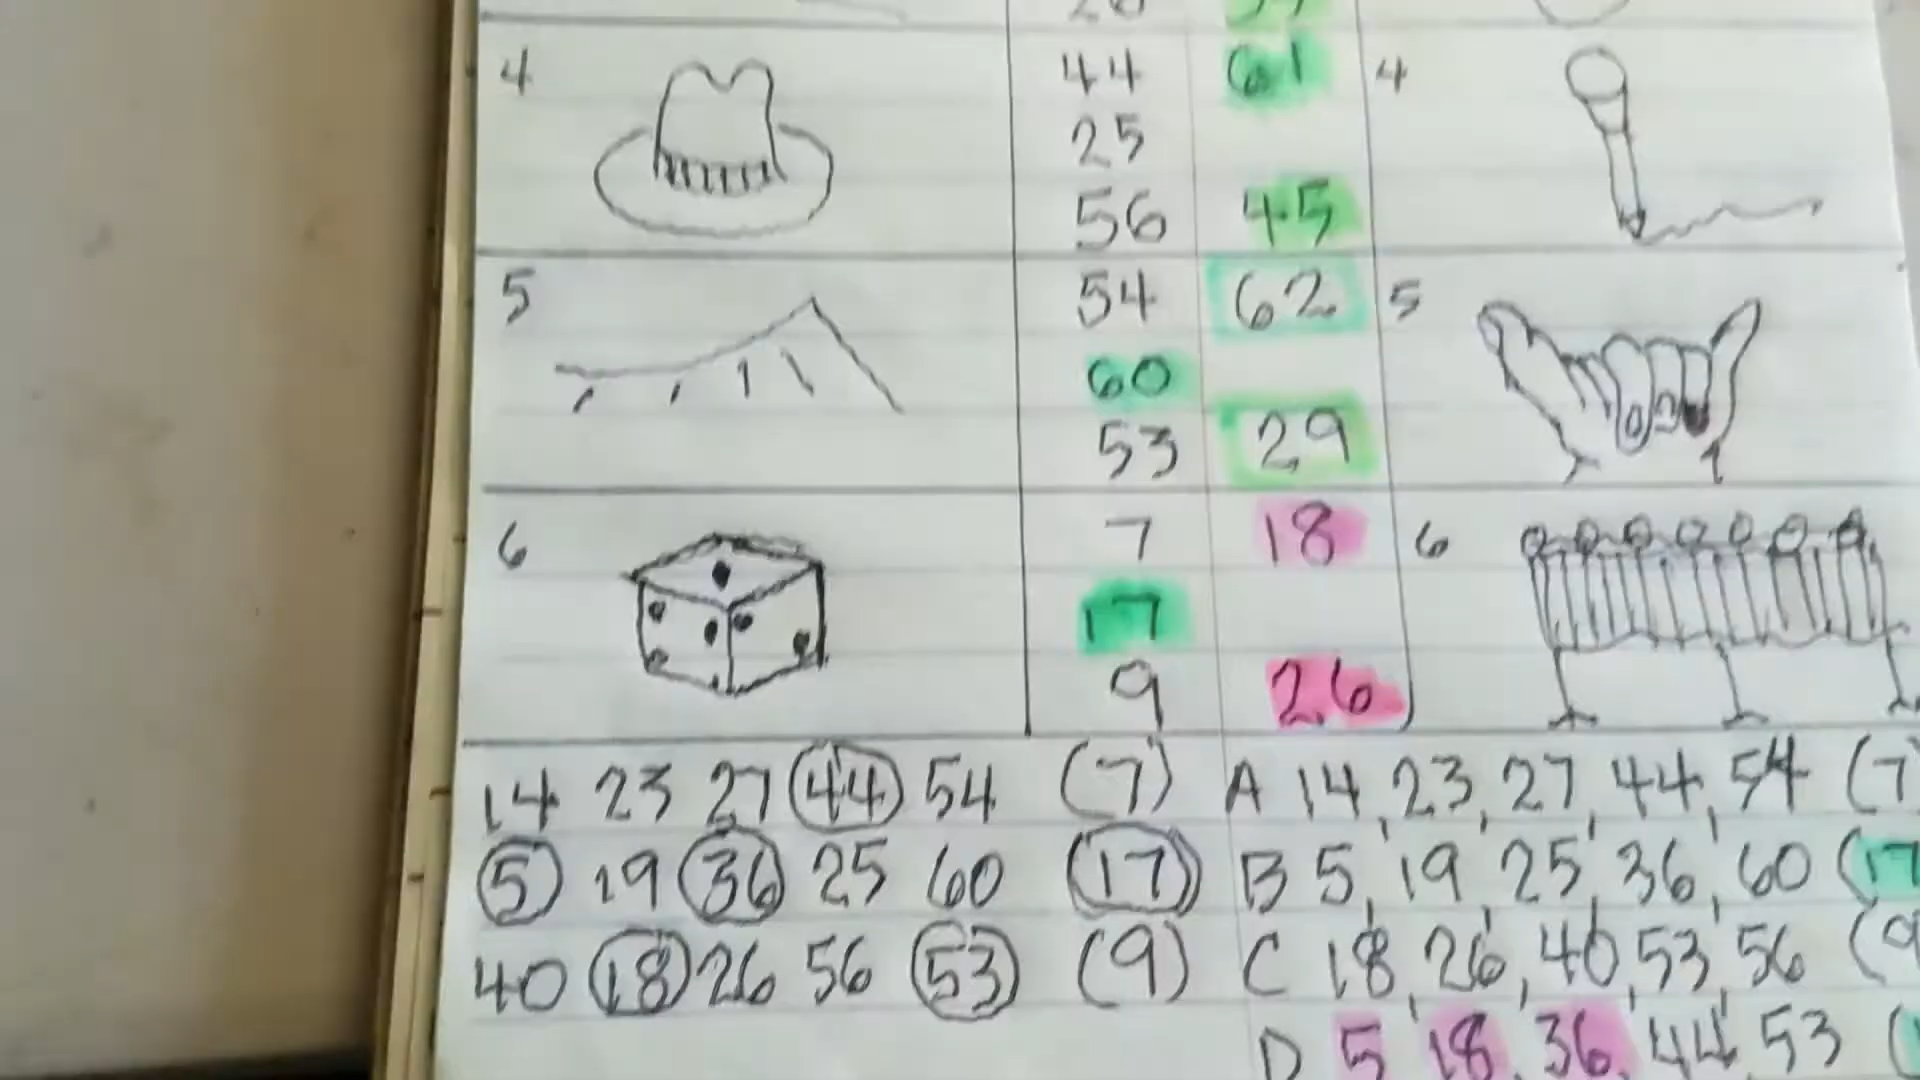 4 44 61 4
25
56 45
5 54 62 5
60
53 29
6 7 18 6
17
9 26
14 23 27 44 54 (7) A 14, 23, 27, 44, 54 (7
5 19 36 25 60 (17) B 5, 19, 25, 36, 60 (17
40 18 26 56 53 (9) C 18, 26, 40, 53, 56 (9
D 5, 18, 36, 44, 53 (